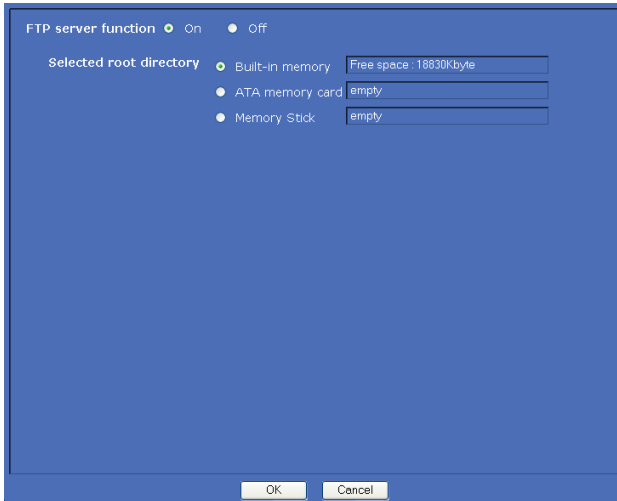 FTP server function On Off
Selected root directory Built-in memory Free space : 18830Kbyte
ATA memory card empty
Memory Stick empty
OK Cancel